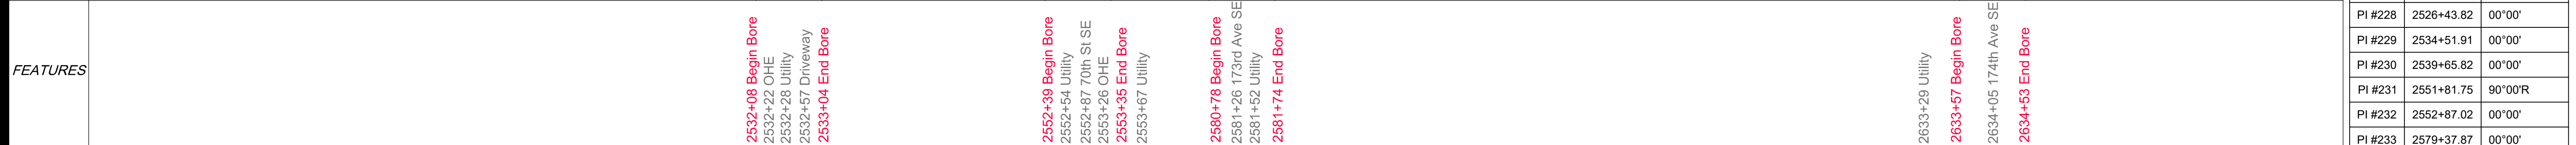 FEATURES
2532+08 Begin Bore
2532+22 OHE
2532+28 Utility
2532+57 Driveway
2533+04 End Bore
2552+39 Begin Bore
2552+54 Utility
2552+87 70th St SE
2553+26 OHE
2553+35 End Bore
2553+67 Utility
2580+78 Begin Bore
2581+26 173rd Ave SE
2581+52 Utility
2581+74 End Bore
2633+29 Utility
2633+57 Begin Bore
2634+05 174th Ave SE
2634+53 End Bore
PI #228 2526+43.82 00°00'
PI #229 2534+51.91 00°00'
PI #230 2539+65.82 00°00'
PI #231 2551+81.75 90°00'R
PI #232 2552+87.02 00°00'
PI #233 2579+37.87 00°00'